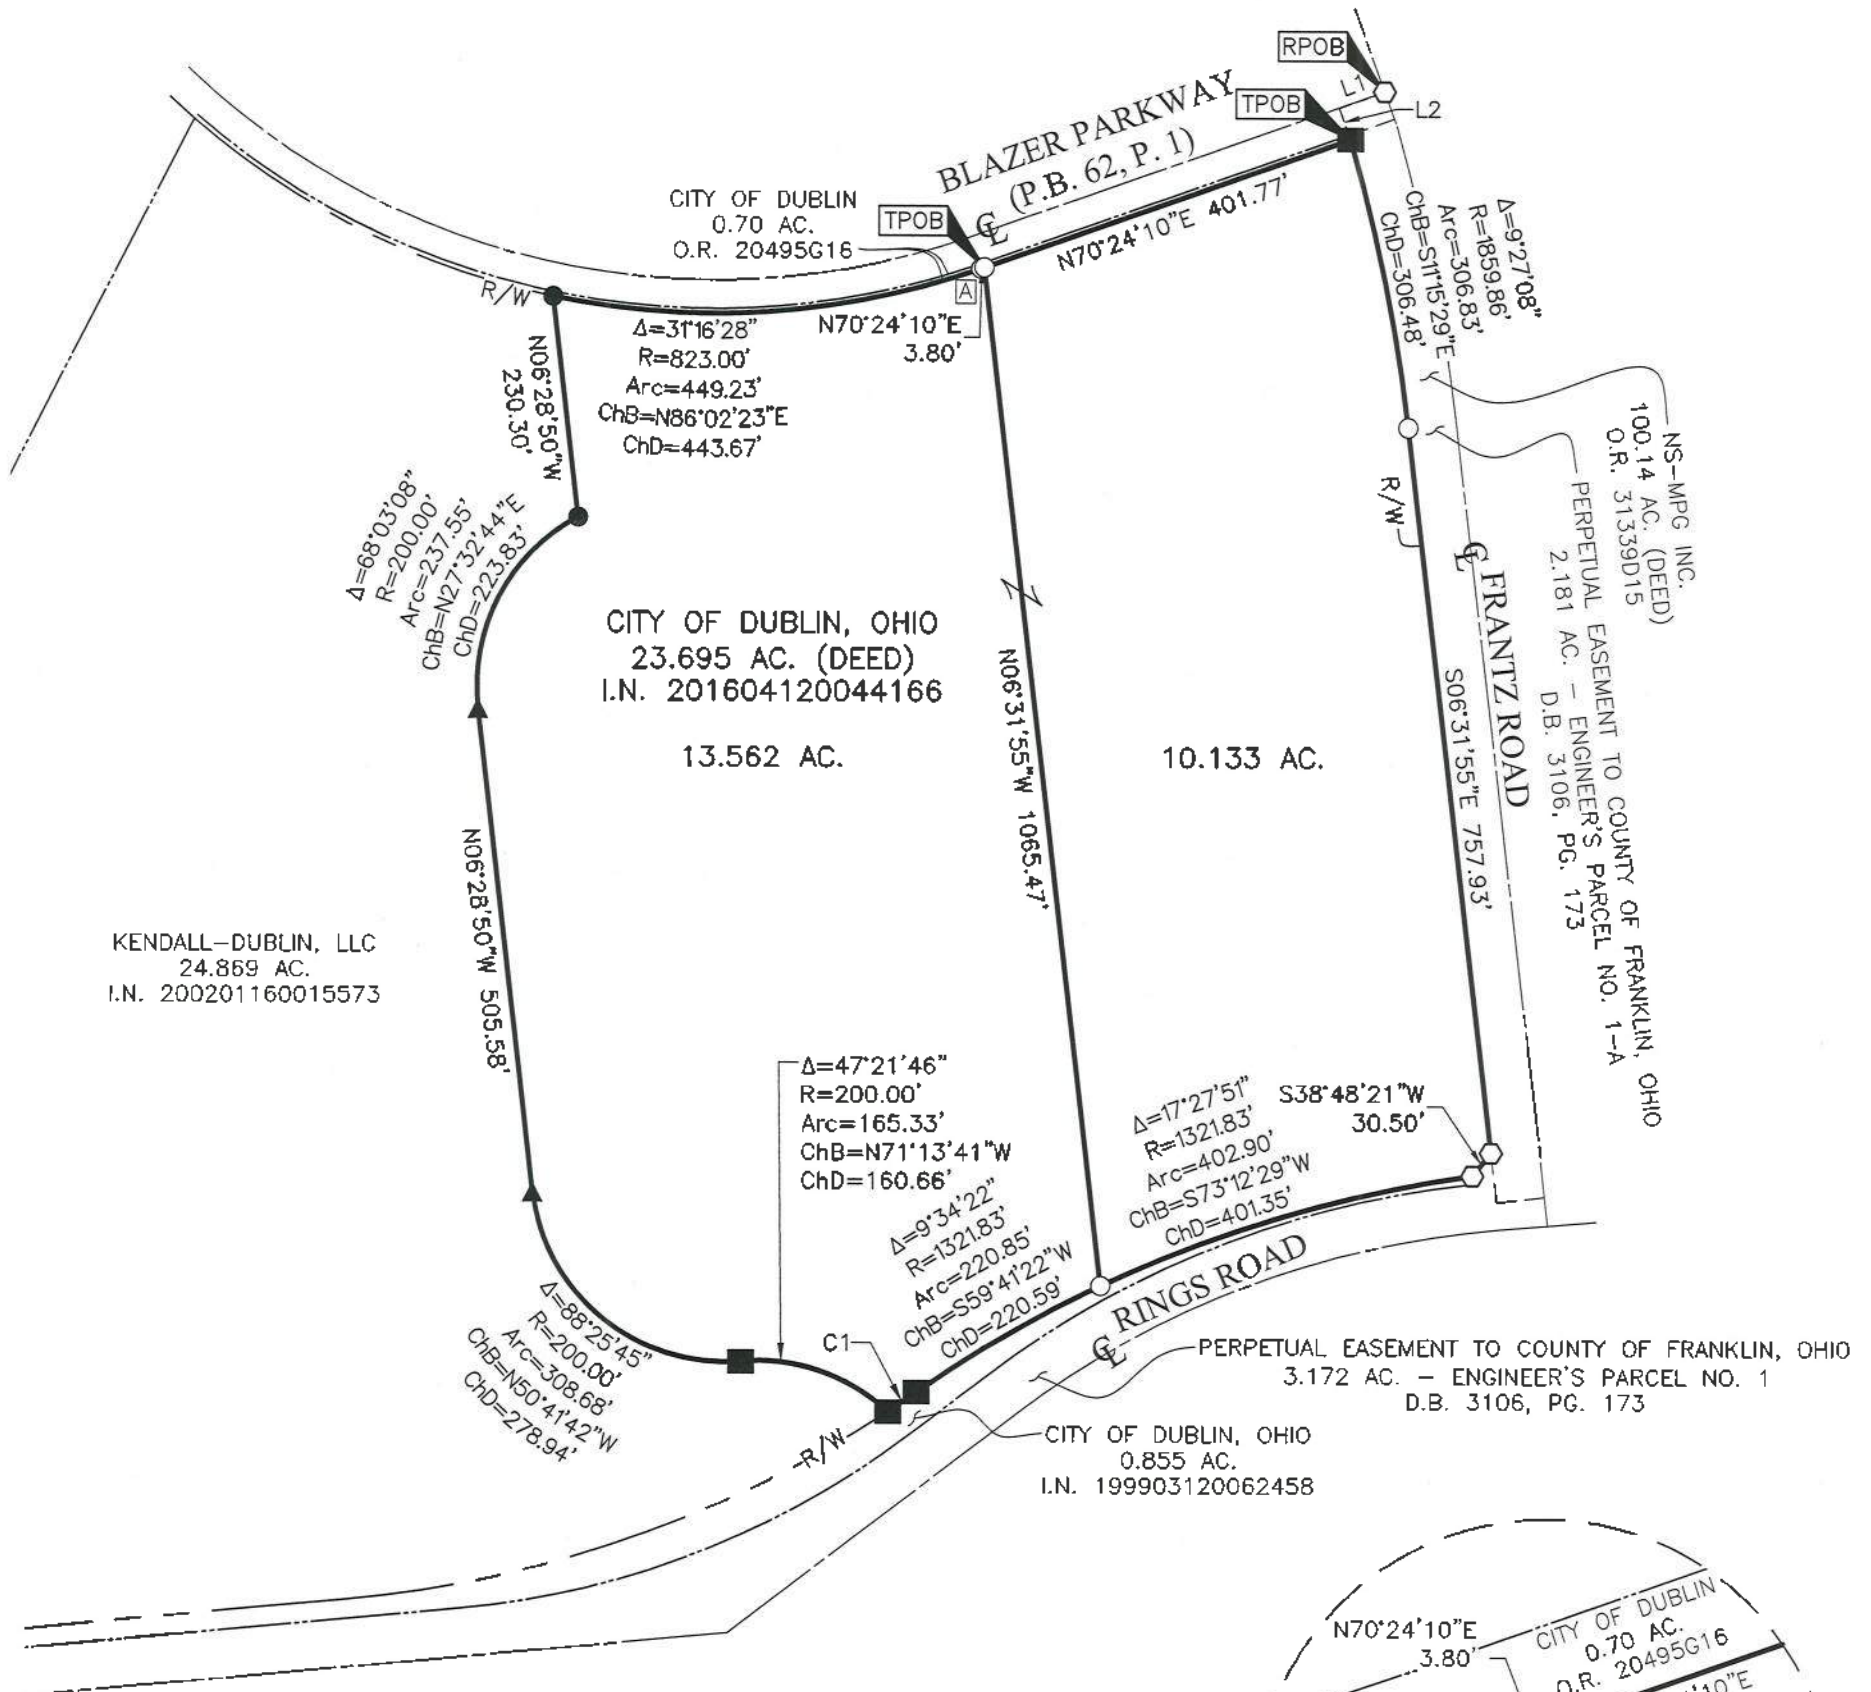 RPOB
L1
TPOB
L2
BLAZER PARKWAY
(P.B. 62, P. 1)
℄
CITY OF DUBLIN
0.70 AC.
O.R. 20495G16
TPOB
A
N70°24'10"E 401.77'
R/W
Δ=31°16'28"
R=823.00'
Arc=449.23'
ChB=N86°02'23"E
ChD=443.67'
N70°24'10"E
3.80'
Δ=9°27'08"
R=1859.86'
Arc=306.83'
ChB=S11°15'29"E
ChD=306.48'
N06°28'50"W
230.30'
Δ=68°03'08"
R=200.00'
Arc=237.55'
ChB=N27°32'44"E
ChD=223.83'
NS-MPG INC.
100.14 AC. (DEED)
O.R. 31339D15
PERPETUAL EASEMENT TO COUNTY OF FRANKLIN, OHIO
2.181 AC. - ENGINEER'S PARCEL NO. 1-A
D.B. 3106, PG. 173
R/W
℄ FRANTZ ROAD
CITY OF DUBLIN, OHIO
23.695 AC. (DEED)
I.N. 201604120044166
13.562 AC.
N06°31'55"W 1065.47'
10.133 AC.
S06°31'55"E 757.93'
N06°28'50"W 505.58'
KENDALL-DUBLIN, LLC
24.869 AC.
I.N. 200201160015573
Δ=47°21'46"
R=200.00'
Arc=165.33'
ChB=N71°13'41"W
ChD=160.66'
Δ=17°27'51"
R=1321.83'
Arc=402.90'
ChB=S73°12'29"W
ChD=401.35'
S38°48'21"W
30.50'
Δ=9°34'22"
R=1321.83'
Arc=220.85'
ChB=S59°41'22"W
ChD=220.59'
℄ RINGS ROAD
Δ=88°25'45"
R=200.00'
Arc=308.68'
ChB=N50°41'42"W
ChD=278.94'
C1
PERPETUAL EASEMENT TO COUNTY OF FRANKLIN, OHIO
3.172 AC. - ENGINEER'S PARCEL NO. 1
D.B. 3106, PG. 173
R/W
CITY OF DUBLIN, OHIO
0.855 AC.
I.N. 199903120062458
N70°24'10"E
3.80'
CITY OF DUBLIN
0.70 AC.
O.R. 20495G16
10"E